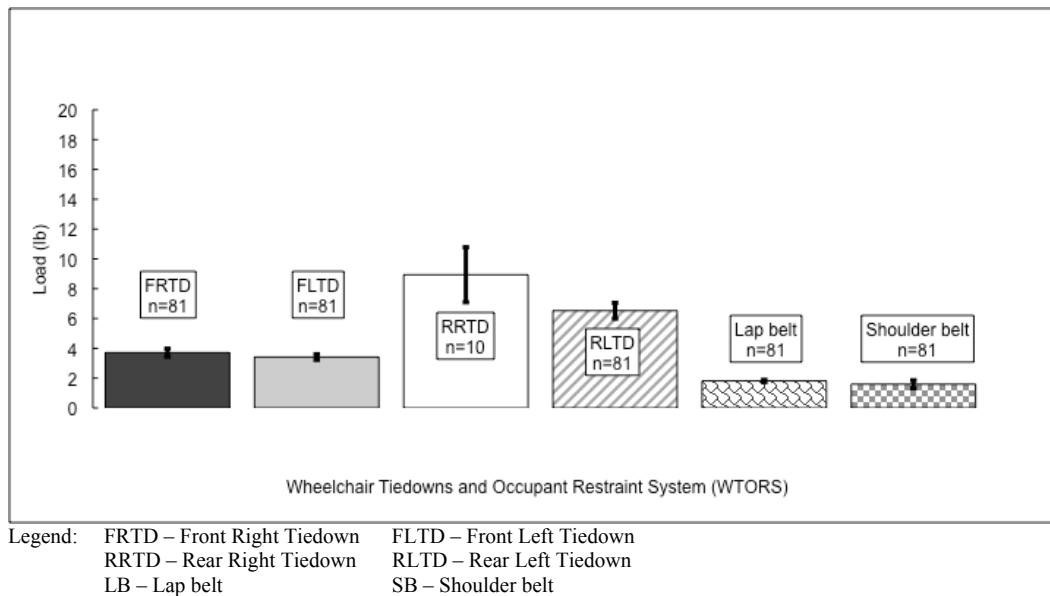 20
18
16
14
12
10
8
6
4
2
0
Load (lb)
FRTD
n=81
FLTD
n=81
RRTD
n=10
RLTD
n=81
Lap belt
n=81
Shoulder belt
n=81
Wheelchair Tiedowns and Occupant Restraint System (WTORS)
Legend: FRTD – Front Right Tiedown FLTD – Front Left Tiedown
RRTD – Rear Right Tiedown RLTD – Rear Left Tiedown
LB – Lap belt SB – Shoulder belt